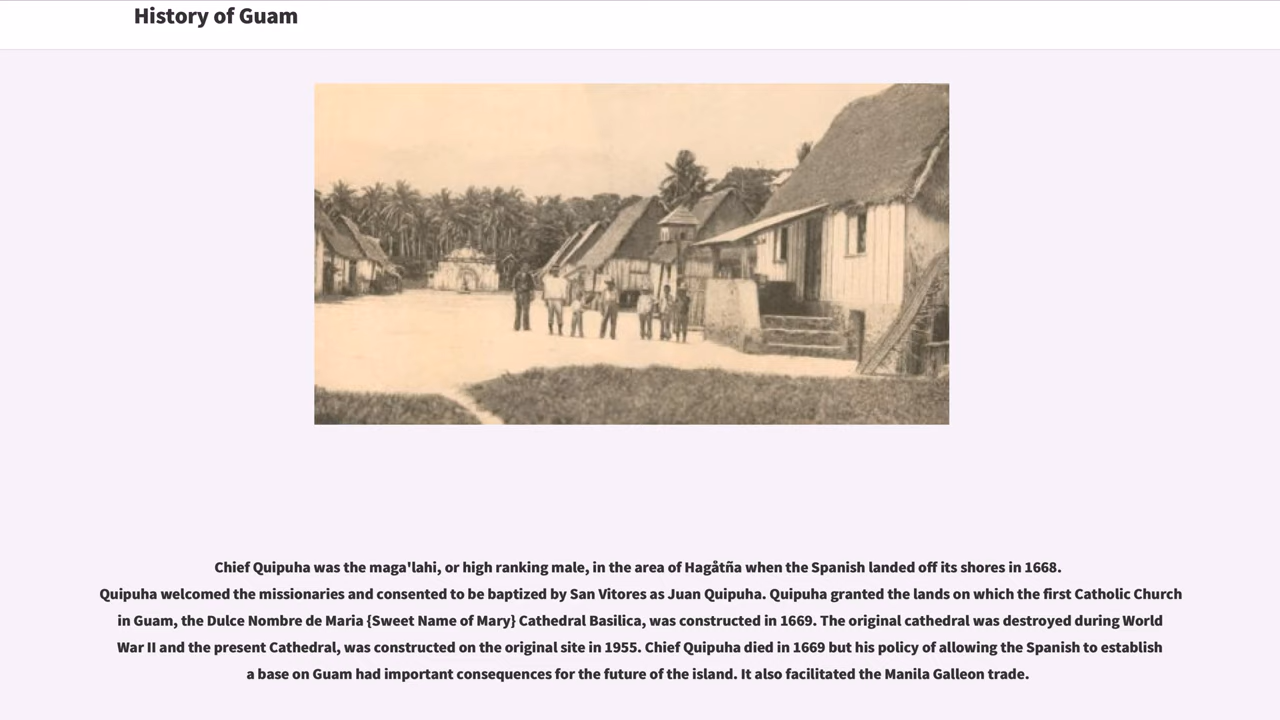 History of Guam
Chief Quipuha was the maga'lahi, or high ranking male, in the area of Hagåtña when the Spanish landed off its shores in 1668.
Quipuha welcomed the missionaries and consented to be baptized by San Vitores as Juan Quipuha. Quipuha granted the lands on which the first Catholic Church
in Guam, the Dulce Nombre de Maria {Sweet Name of Mary} Cathedral Basilica, was constructed in 1669. The original cathedral was destroyed during World
War II and the present Cathedral, was constructed on the original site in 1955. Chief Quipuha died in 1669 but his policy of allowing the Spanish to establish
a base on Guam had important consequences for the future of the island. It also facilitated the Manila Galleon trade.